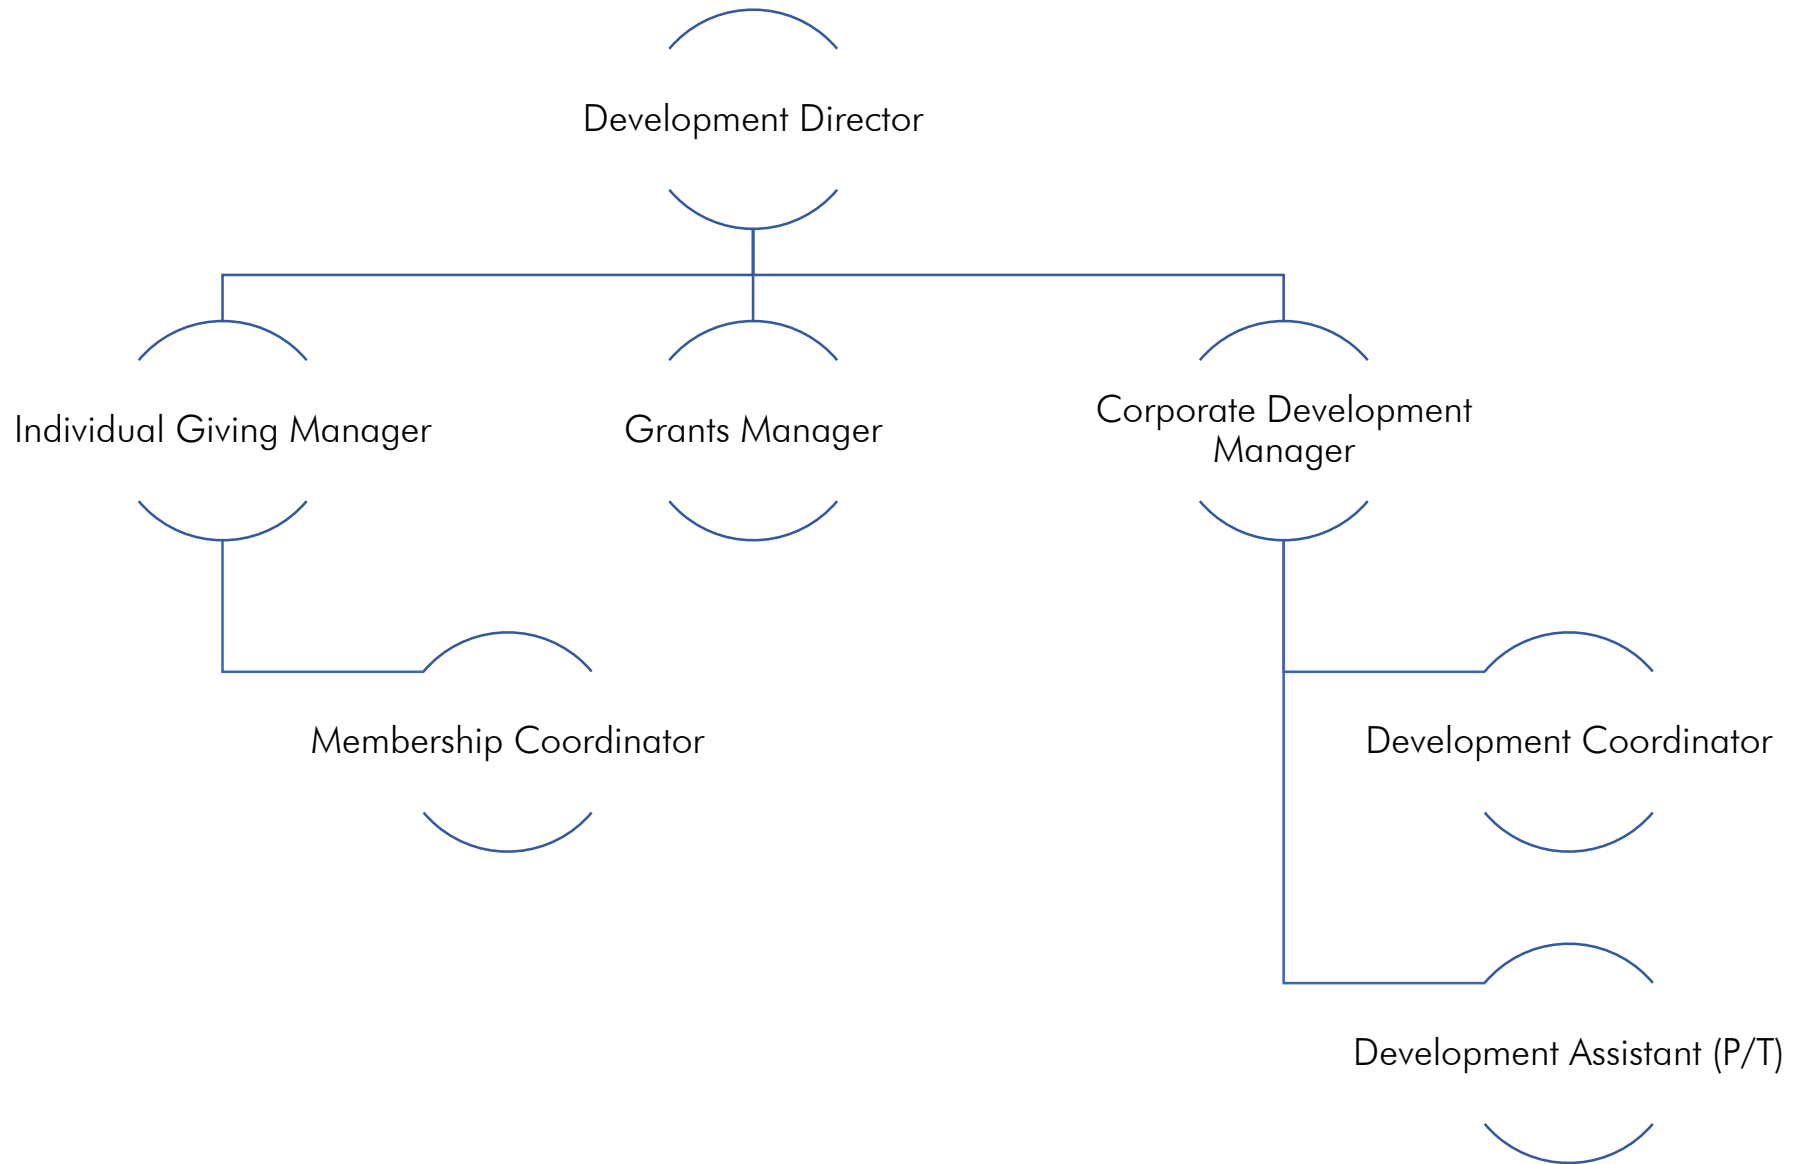 Development Director
Individual Giving Manager
Grants Manager
Corporate Development
Manager
Membership Coordinator
Development Coordinator
Development Assistant (P/T)